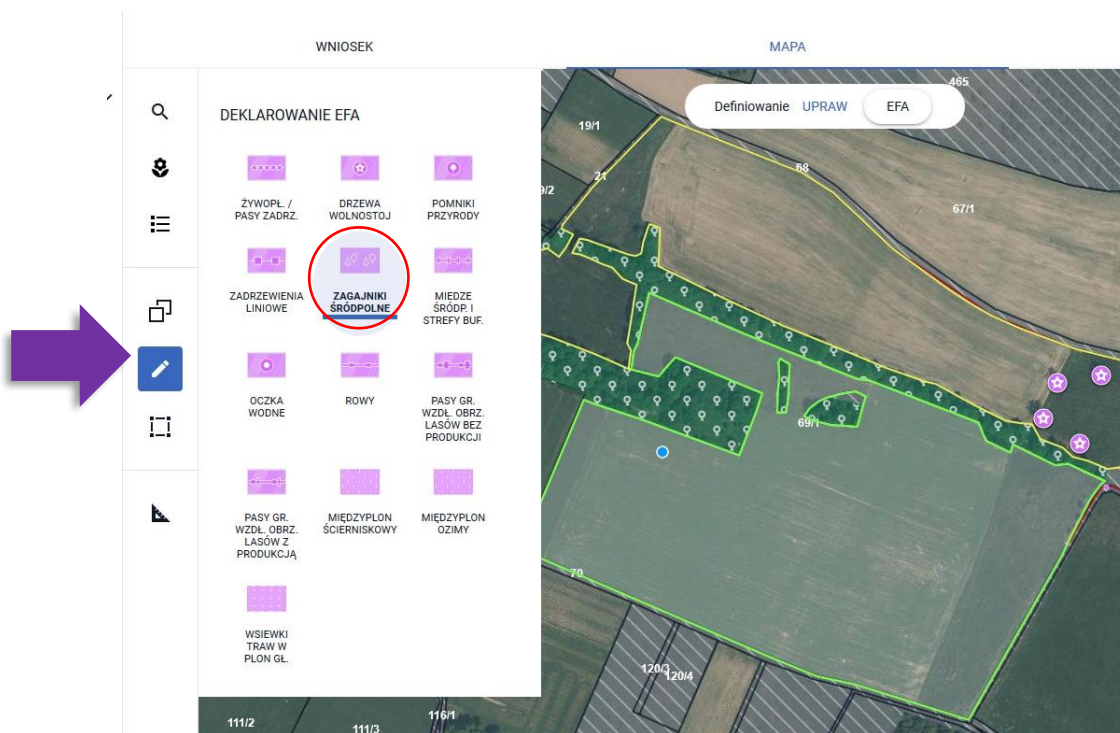 WNIOSEK
MAPA
DEKLAROWANIE EFA
ŻYWOPŁ. /
PASY ZADRZ.
DRZEWA
WOLNOSTOJ
POMNIKI
PRZYRODY
ZADRZEWIENIA
LINIOWE
ZAGAJNIKI
ŚRÓDPOLNE
MIEDZE
ŚRÓDP. I
STREFY BUF.
OCZKA
WODNE
ROWY
PASY GR.
WZDŁ. OBRZ.
LASÓW BEZ
PRODUKCJI
PASY GR.
WZDŁ. OBRZ.
LASÓW Z
PRODUKCJĄ
MIĘDZYPLON
ŚCIERNISKOWY
MIĘDZYPLON
OZIMY
WSIEWKI
TRAW W
PLON GŁ.
Definiowanie UPRAW EFA
465
19/1
68
21
9/2
67/1
69/1
70
120/3
120/4
111/2
111/3
116/1